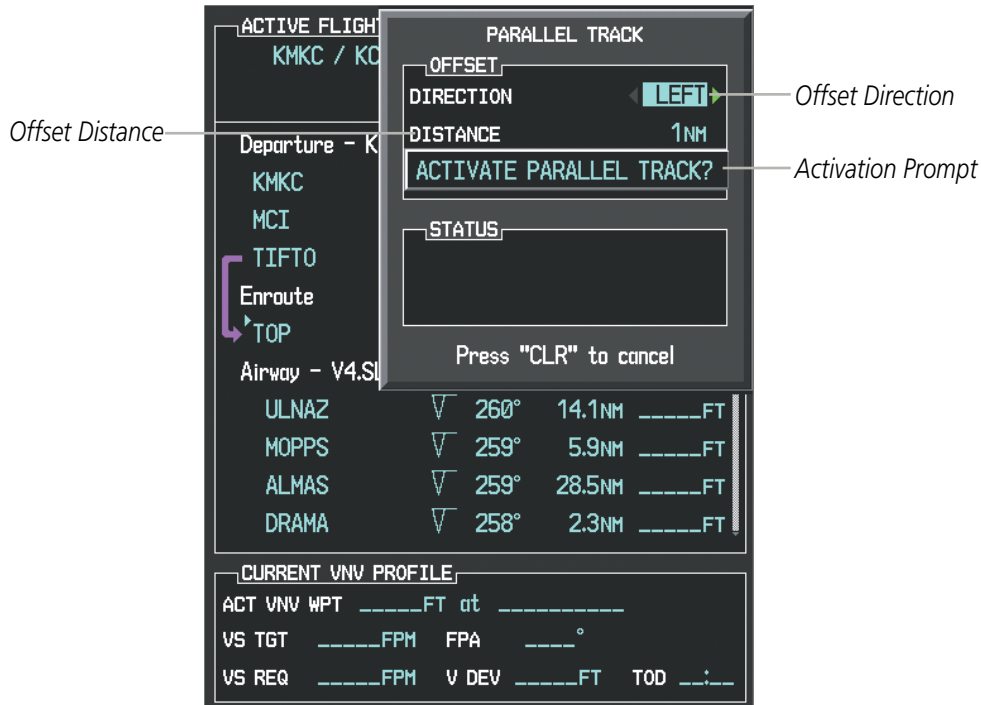 ACTIVE FLIGH
KMKC / KC
PARALLEL TRACK
OFFSET
DIRECTION LEFT
Offset Direction
Offset Distance
DISTANCE 1NM
ACTIVATE PARALLEL TRACK?
Activation Prompt
Departure - K
KMKC
MCI
STATUS
TIFTO
Enroute
TOP
Press "CLR" to cancel
Airway - V4.SL
ULNAZ 260° 14.1NM _____FT
MOPPS 259° 5.9NM _____FT
ALMAS 259° 28.5NM _____FT
DRAMA 258° 2.3NM _____FT
CURRENT VNV PROFILE
ACT VNV WPT _____FT at __________
VS TGT _____FPM FPA ____°
VS REQ _____FPM V DEV _____FT TOD __:__